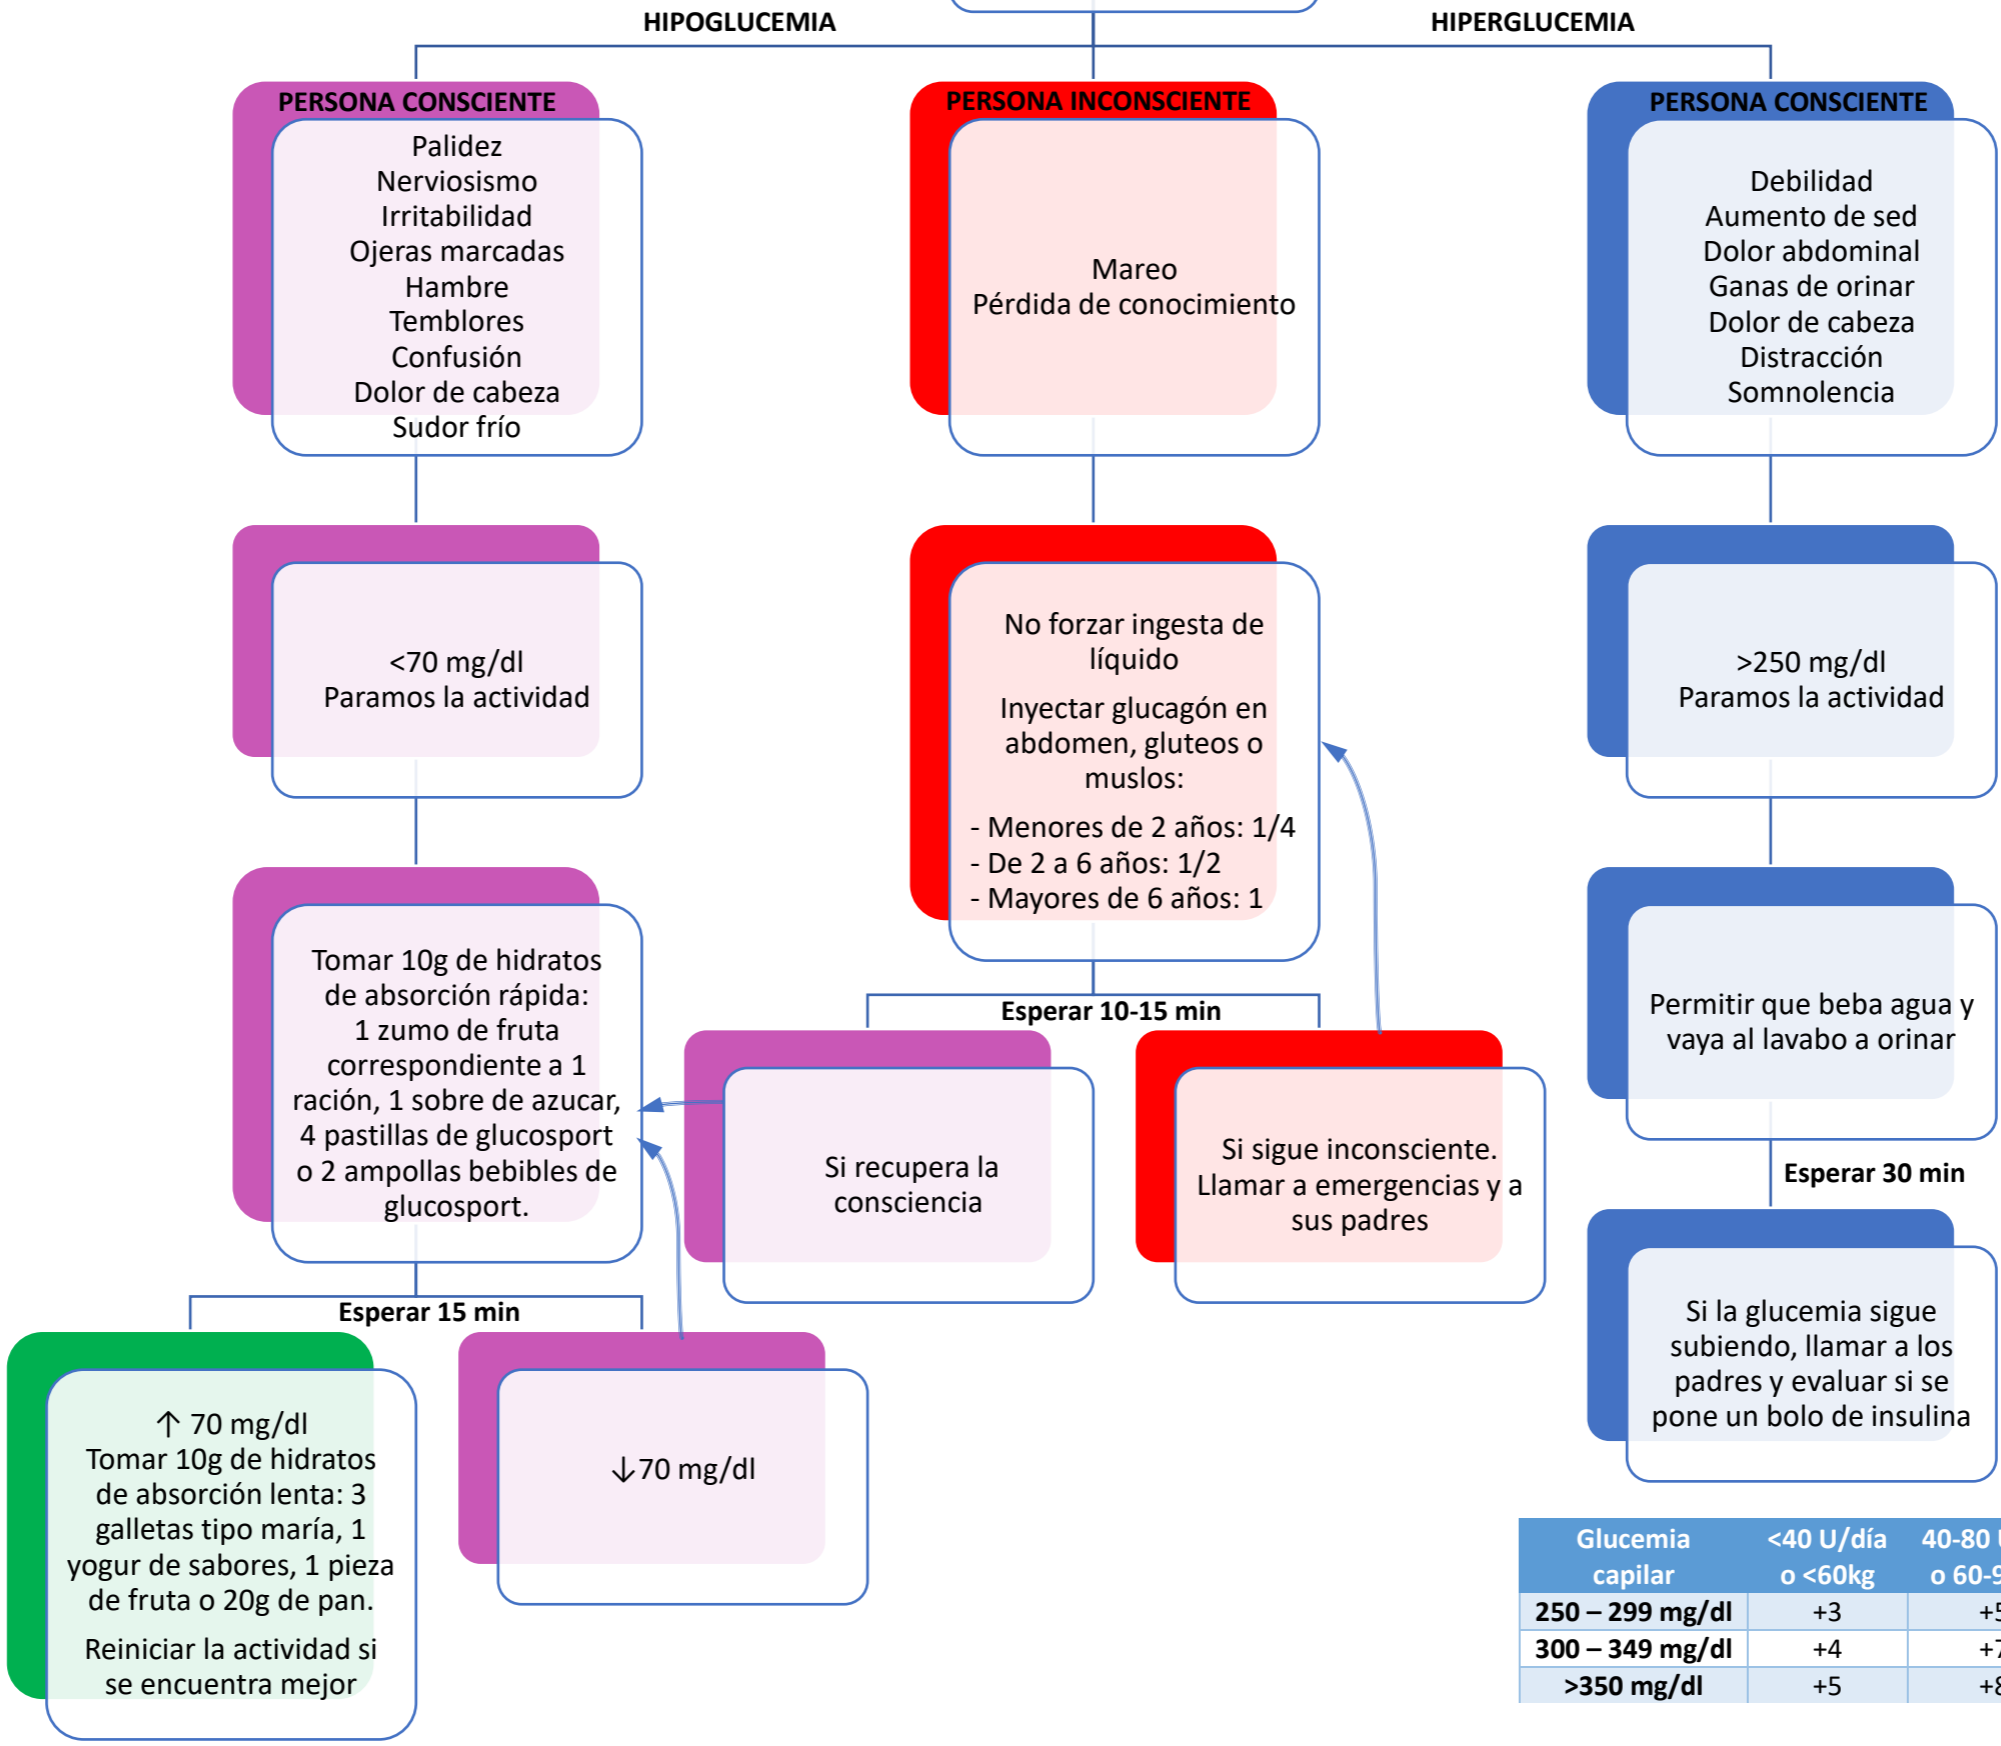 HIPOGLUCEMIA
HIPERGLUCEMIA
PERSONA CONSCIENTE
Palidez
Nerviosismo
Irritabilidad
Ojeras marcadas
Hambre
Temblores
Confusión
Dolor de cabeza
Sudor frío
<70 mg/dl
Paramos la actividad
Tomar 10g de hidratos
de absorción rápida:
1 zumo de fruta
correspondiente a 1
ración, 1 sobre de azucar,
4 pastillas de glucosport
o 2 ampollas bebibles de
glucosport.
Esperar 15 min
↑ 70 mg/dl
Tomar 10g de hidratos
de absorción lenta: 3
galletas tipo maría, 1
yogur de sabores, 1 pieza
de fruta o 20g de pan.
Reiniciar la actividad si
se encuentra mejor
↓70 mg/dl
PERSONA INCONSCIENTE
Mareo
Pérdida de conocimiento
No forzar ingesta de
líquido
Inyectar glucagón en
abdomen, gluteos o
muslos:
- Menores de 2 años: 1/4
- De 2 a 6 años: 1/2
- Mayores de 6 años: 1
Esperar 10-15 min
Si recupera la
consciencia
Si sigue inconsciente.
Llamar a emergencias y a
sus padres
PERSONA CONSCIENTE
Debilidad
Aumento de sed
Dolor abdominal
Ganas de orinar
Dolor de cabeza
Distracción
Somnolencia
>250 mg/dl
Paramos la actividad
Permitir que beba agua y
vaya al lavabo a orinar
Esperar 30 min
Si la glucemia sigue
subiendo, llamar a los
padres y evaluar si se
pone un bolo de insulina
Glucemia capilar <40 U/día o <60kg 40-80 o 60-
250 – 299 mg/dl +3 +5
300 – 349 mg/dl +4 +7
>350 mg/dl +5 +8